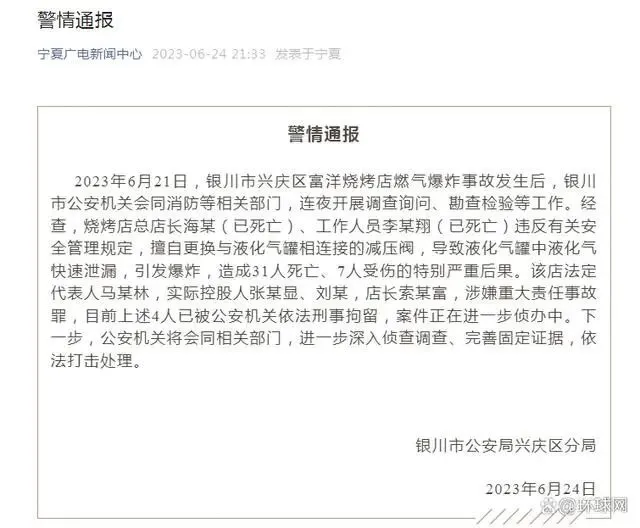 警情通报
宁夏广电新闻中心 2023-06-24 21:33 发表于宁夏
警情通报
2023年6月21日，银川市兴庆区富洋烧烤店燃气爆炸事故发生后，银川
市公安机关会同消防等相关部门，连夜开展调查询问、勘查检验等工作。经
查，烧烤店总店长海某（已死亡）、工作人员李某翔（已死亡）违反有关安
全管理规定，擅自更换与液化气罐相连接的减压阀，导致液化气罐中液化气
快速泄漏，引发爆炸，造成31人死亡、7人受伤的特别严重后果。该店法定
代表人马某林，实际控股人张某显、刘某，店长索某富，涉嫌重大责任事故
罪，目前上述4人已被公安机关依法刑事拘留，案件正在进一步侦办中。下
一步，公安机关将会同相关部门，进一步深入侦查调查、完善固定证据，依
法打击处理。
银川市公安局兴庆区分局
2023年6月24日
@环球网